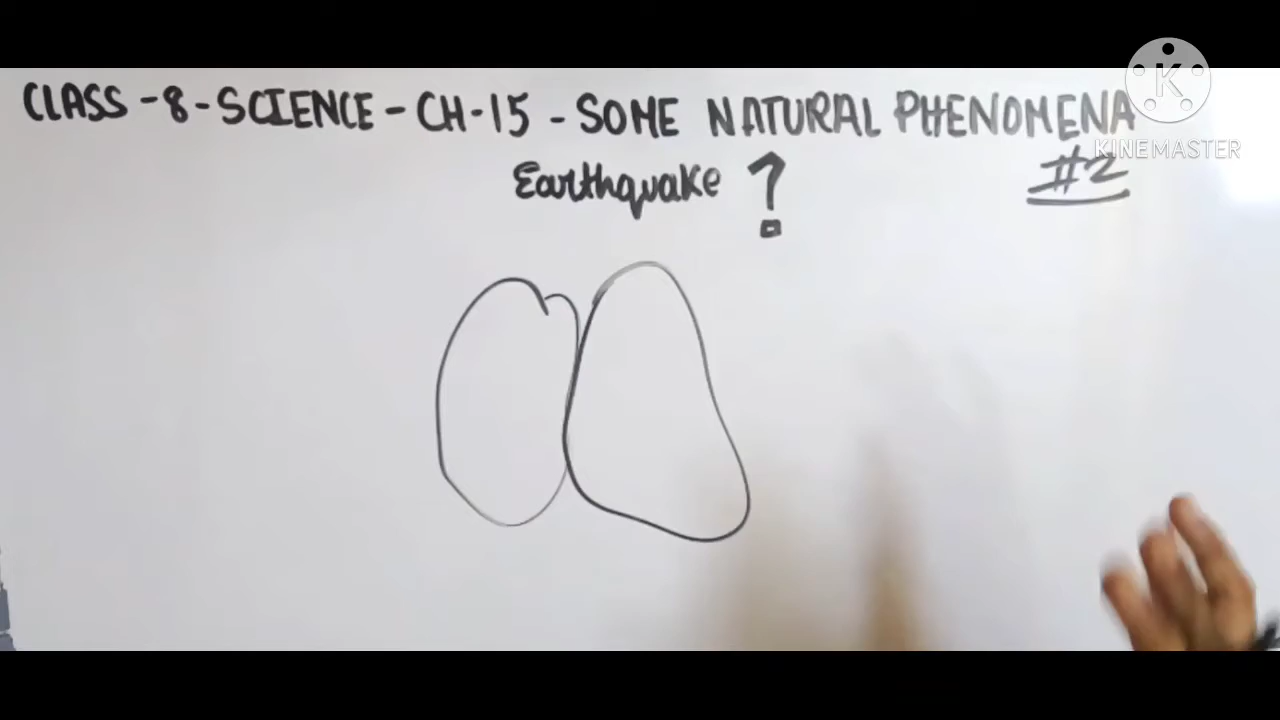 CLASS-8-SCIENCE-CH-15-SOME NATURAL PHENOMENA
K
KINEMASTER
Earthquake ?
#2